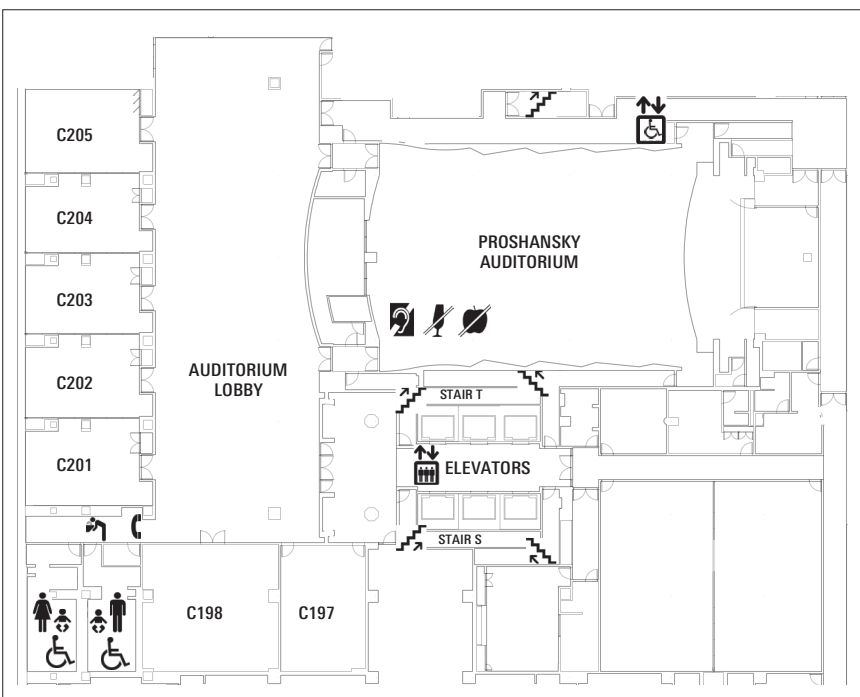 C205
C204
C203
C202
C201
AUDITORIUM
LOBBY
PROSHANSKY
AUDITORIUM
STAIR T
ELEVATORS
STAIR S
C198
C197